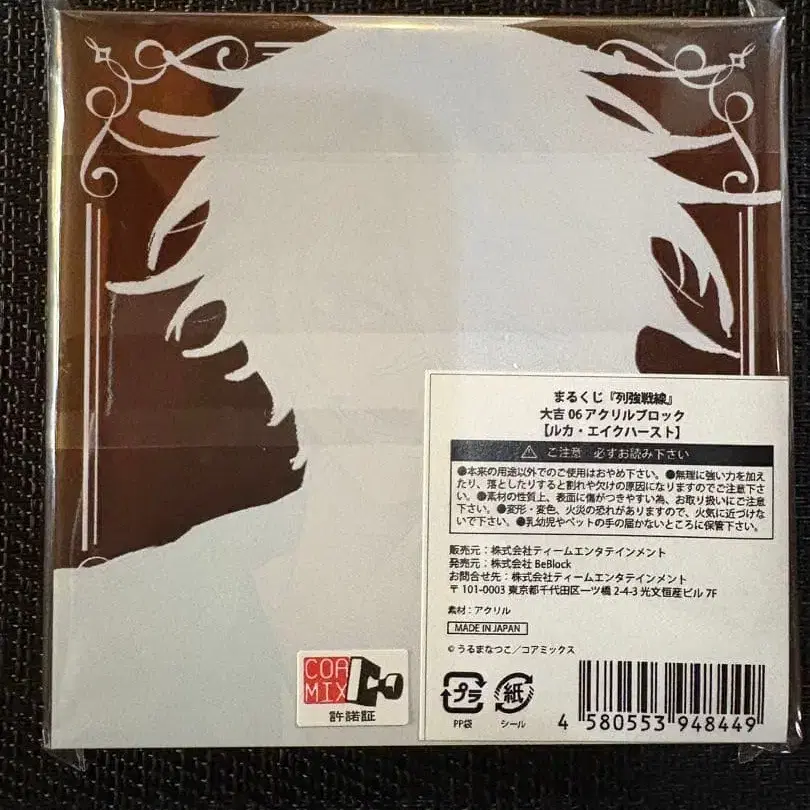 まるくじ『列強戦線』
大吉 06 アクリルブロック
【ルカ・エイクハースト】
⚠ ご注意 必ずお読み下さい
●本来の用途以外でのご使用はおやめ下さい。●無理に強い力を加え
たり、落としたりすると割れや欠けの原因になりますのでご注意下さ
い。●素材の性質上、表面に傷がつきやすい為、お取り扱いにご注意
下さい。●変形・変色、火災の恐れがありますので、火気に近づけな
いで下さい。●乳幼児やペットの手の届かないところに保管下さい。
販売元：株式会社ティームエンタテインメント
発売元：株式会社 BeBlock
お問合せ先：株式会社ティームエンタテインメント
〒 101-0003 東京都千代田区一ツ橋 2-4-3 光文恒産ビル 7F
素材：アクリル
MADE IN JAPAN
© うるまなつこ／コアミックス
プラ
PP袋
紙
シール
4 580553 948449
COA
MIX
許諾証